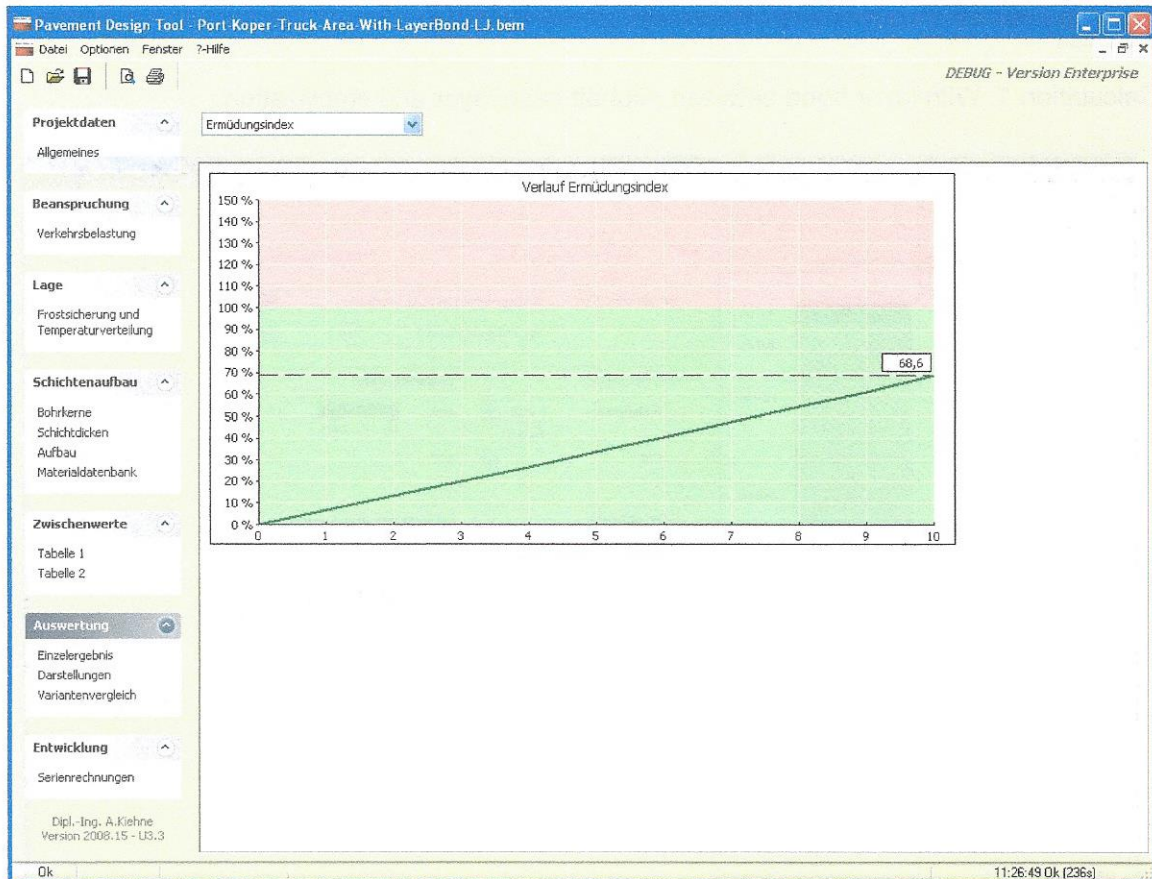 Pavement Design Tool - Port-Koper-Truck-Area-With-LayerBond-LJ.bem
Datei Optionen Fenster ?-Hilfe
DEBUG - Version Enterprise
Projektdaten
Allgemeines
Beanspruchung
Verkehrsbelastung
Lage
Frostsicherung und
Temperaturverteilung
Schichtenaufbau
Bohrkerne
Schichtdicken
Aufbau
Materialdatenbank
Zwischenwerte
Tabelle 1
Tabelle 2
Auswertung
Einzelergebnis
Darstellungen
Variantenvergleich
Entwicklung
Serienrechnungen
Dipl.-Ing. A.Kiehne
Version 2008.15 - U3.3
Ermüdungsindex
Verlauf Ermüdungsindex
150 %
140 %
130 %
120 %
110 %
100 %
90 %
80 %
70 %
60 %
50 %
40 %
30 %
20 %
10 %
0 %
68,6
0 1 2 3 4 5 6 7 8 9 10
Ok
11:26:49 Ok (236s)